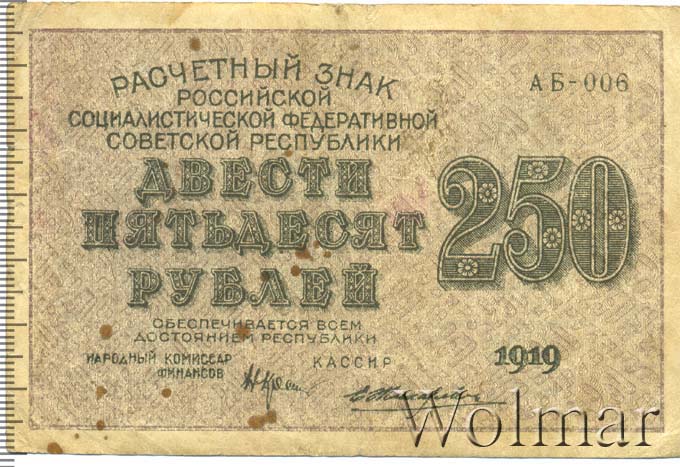 РАСЧЕТНЫЙ ЗНАК
РОССИЙСКОЙ
СОЦИАЛИСТИЧЕСКОЙ ФЕДЕРАТИВНОЙ
СОВЕТСКОЙ РЕСПУБЛИКИ
ДВЕСТИ
ПЯТЬДЕСЯТ
РУБЛЕЙ
ОБЕСПЕЧИВАЕТСЯ ВСЕМ
ДОСТОЯНИЕМ РЕСПУБЛИКИ
НАРОДНЫЙ КОМИССАР
ФИНАНСОВ
КАССИР
АБ-006
250
1919
Wolmar